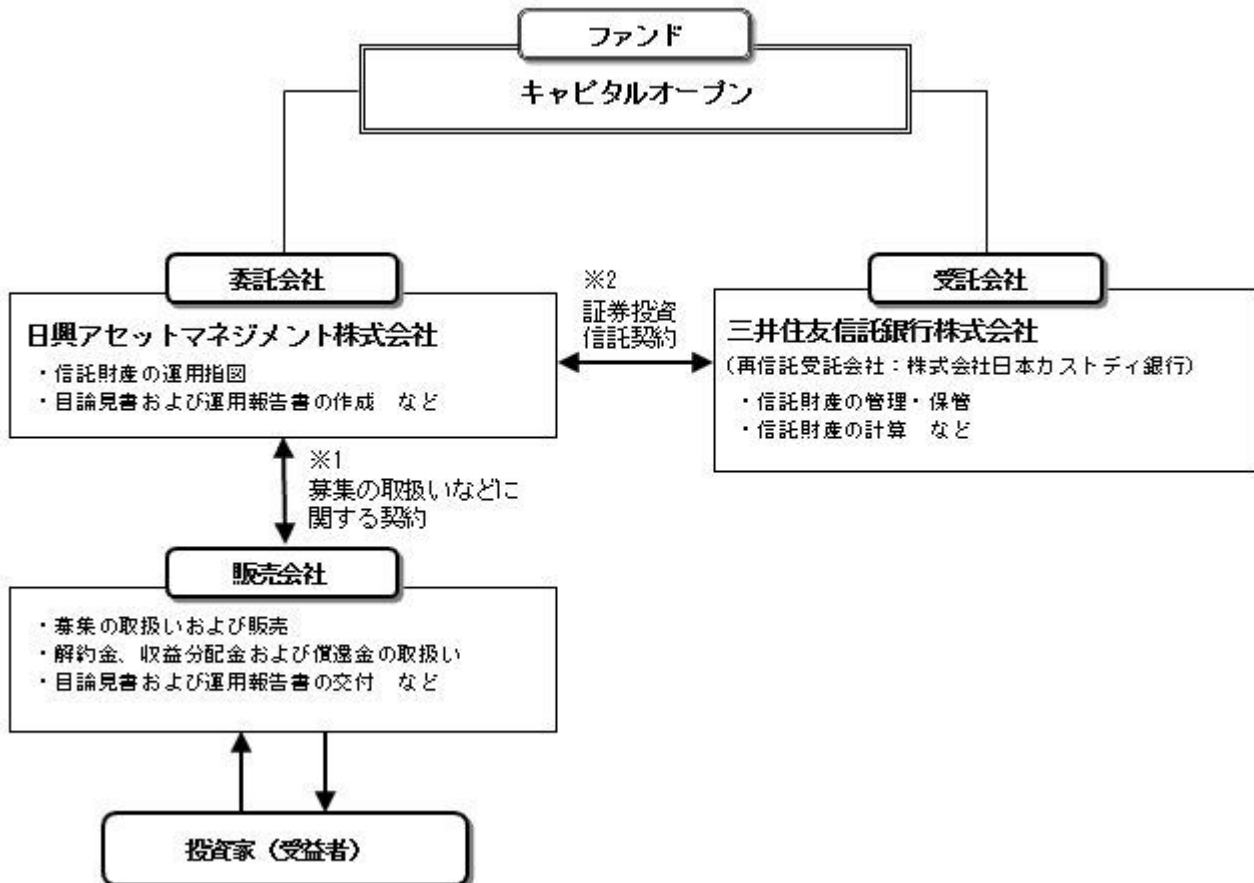 ファンド
キャピタルオープン
委託会社
日興アセットマネジメント株式会社
・信託財産の運用指図
・目論見書および運用報告書の作成　など
※2
証券投資
信託契約
受託会社
三井住友信託銀行株式会社
(再信託受託会社：株式会社日本カストディ銀行)
・信託財産の管理・保管
・信託財産の計算　など
※1
募集の取扱いなどに
関する契約
販売会社
・募集の取扱いおよび販売
・解約金、収益分配金および償還金の取扱い
・目論見書および運用報告書の交付　など
投資家（受益者）